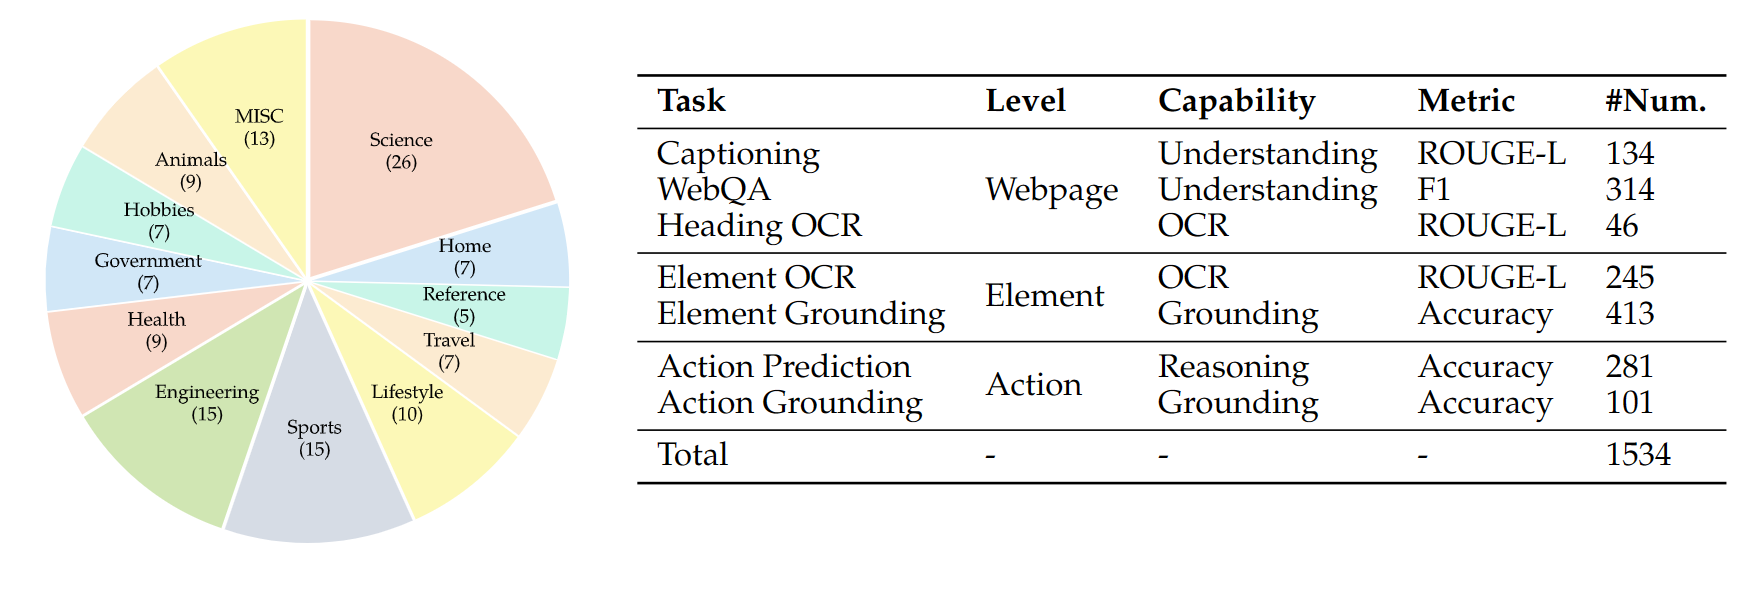 MISC
(13)
Science
(26)
Animals
(9)
Hobbies
(7)
Home
(7)
Government
(7)
Reference
(5)
Health
(9)
Travel
(7)
Engineering
(15)
Lifestyle
(10)
Sports
(15)
Task Level Capability Metric #Num.
Captioning Understanding ROUGE-L 134
WebQA Webpage Understanding F1 314
Heading OCR OCR ROUGE-L 46
Element OCR OCR ROUGE-L 245
Element
Element Grounding Grounding Accuracy 413
Action Prediction Reasoning Accuracy 281
Action
Action Grounding Grounding Accuracy 101
Total - - - 1534